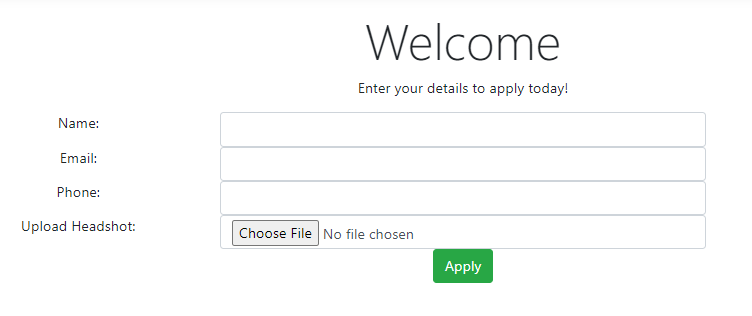 Welcome
Enter your details to apply today!
Name:
Email:
Phone:
Upload Headshot: Choose File No file chosen
Apply